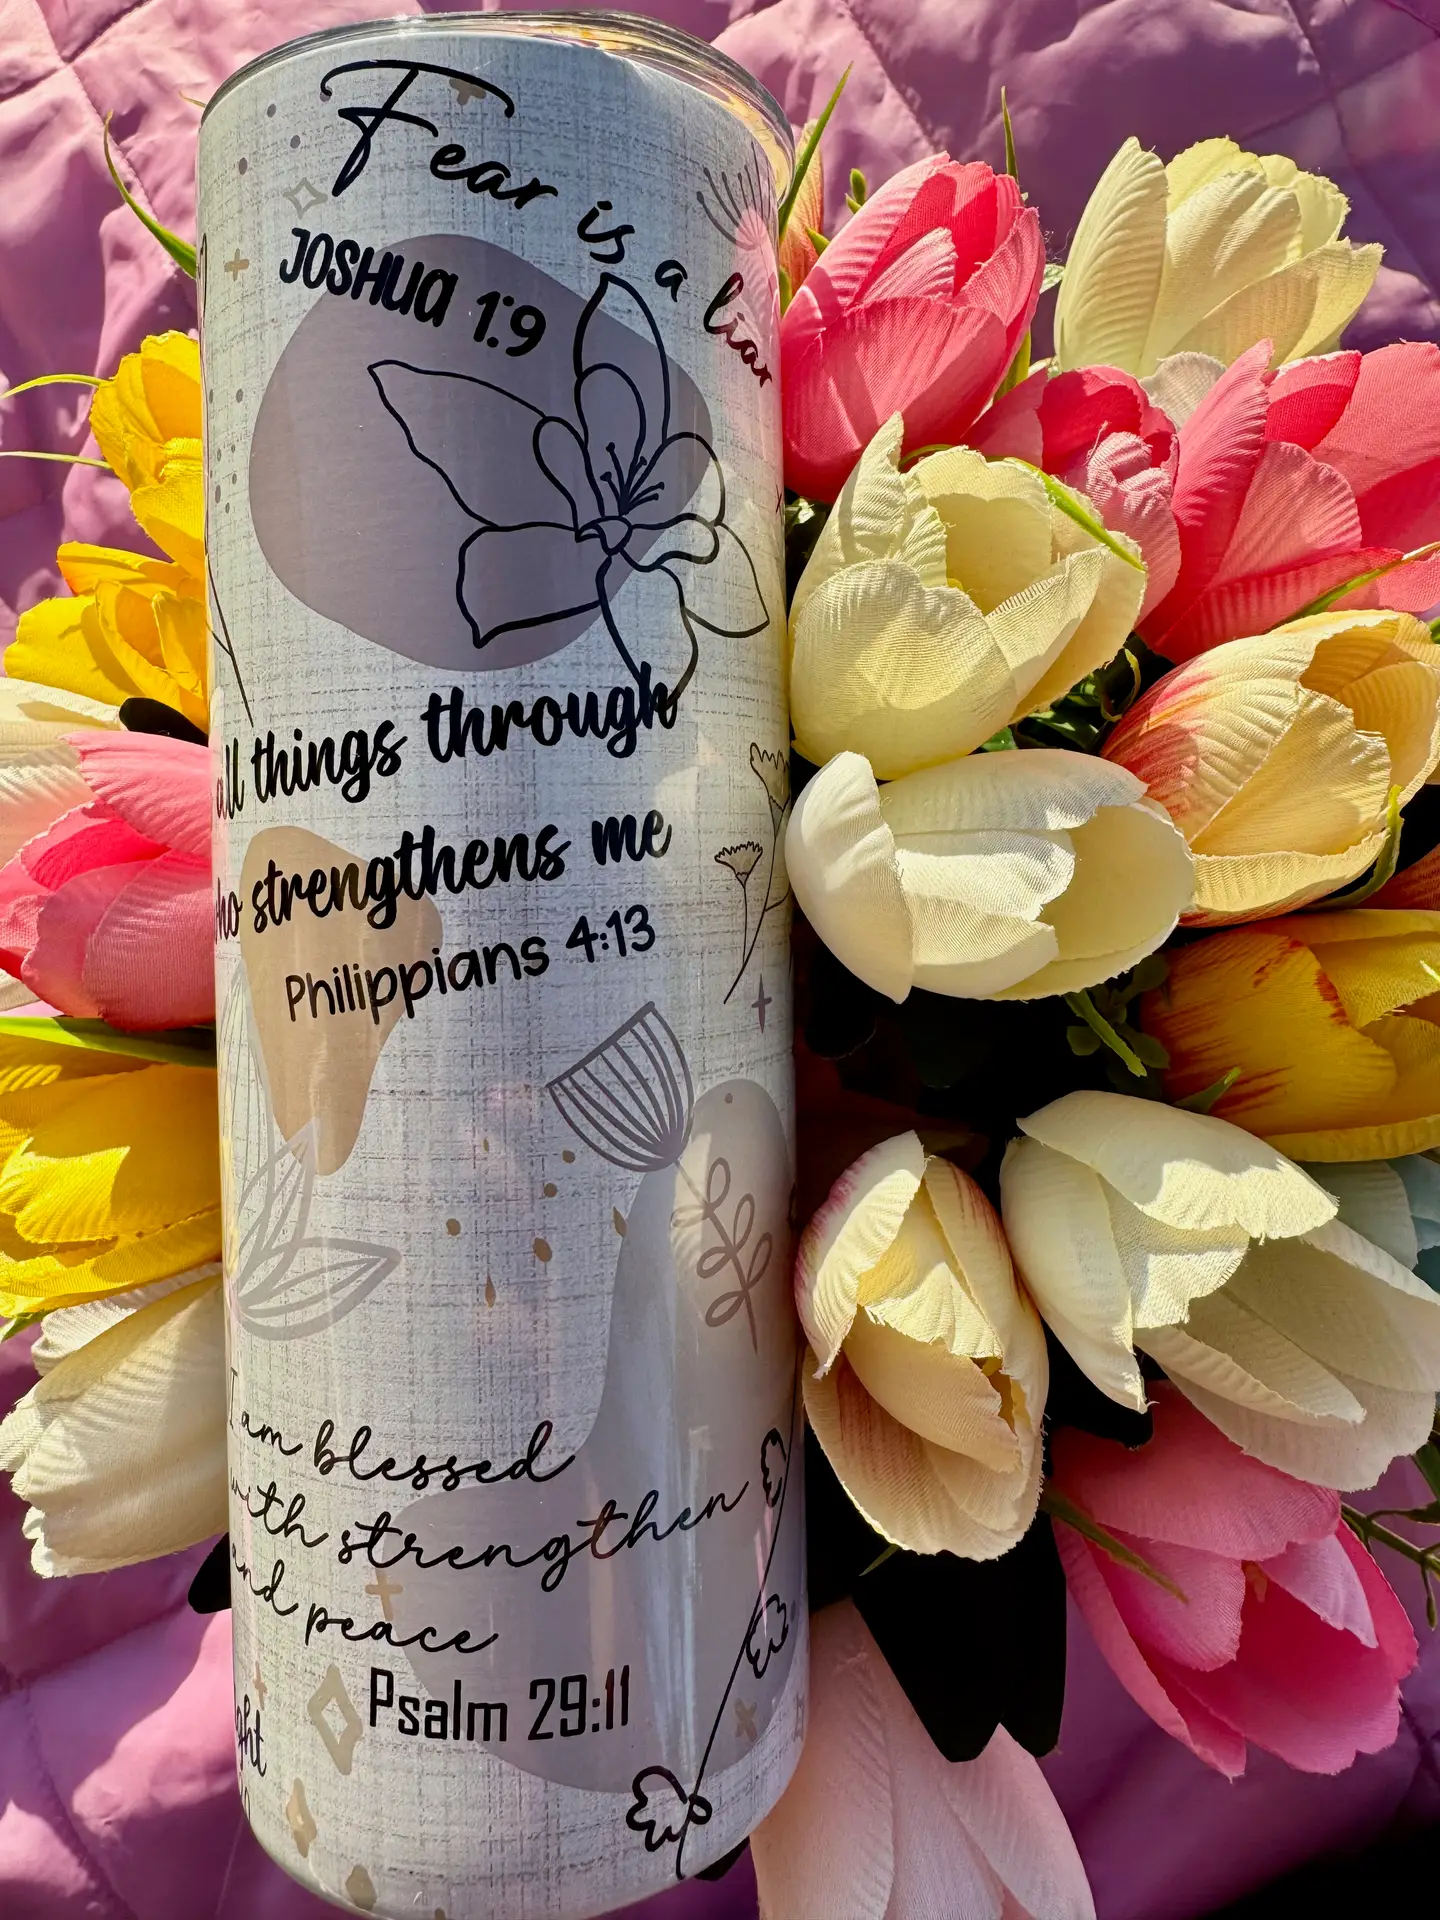 Fear is a liar
JOSHUA 1:9
all things through
strengthens me
Philippians 4:13
I am blessed
with strengthen
and peace
Psalm 29:11